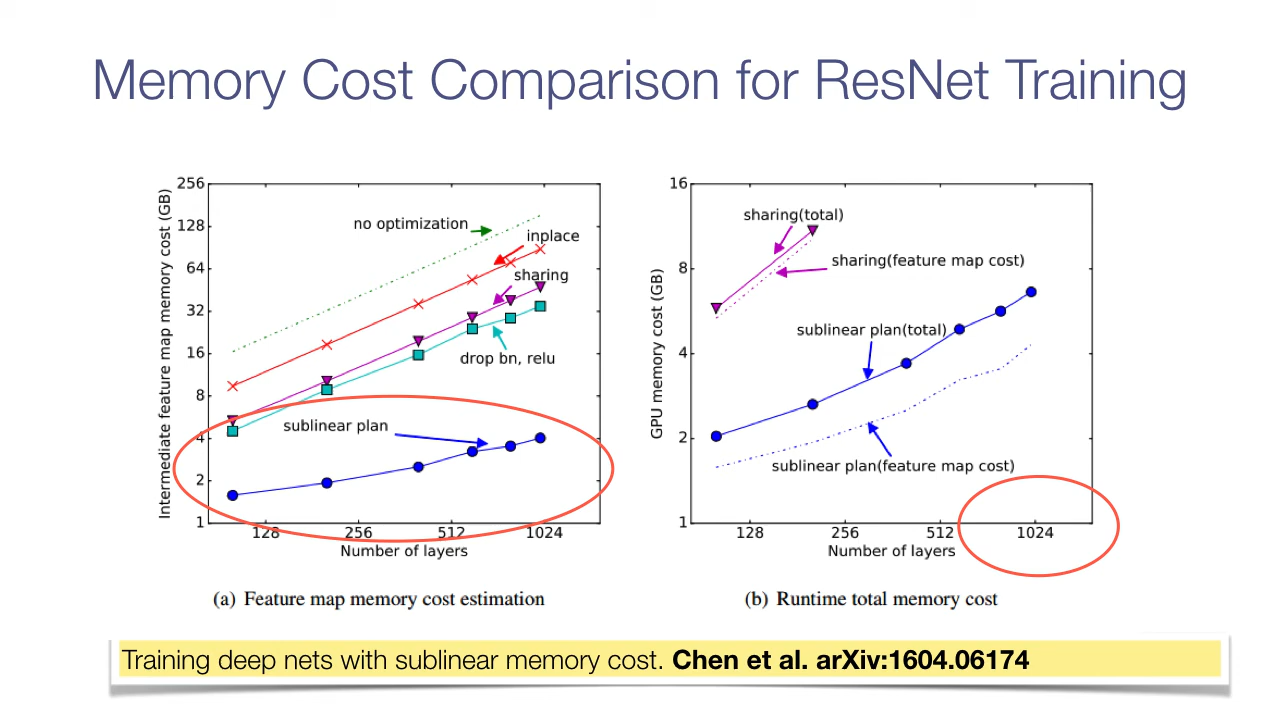 Memory Cost Comparison for ResNet Training
Intermediate feature map memory cost (GB)
256
128
64
32
16
8
4
2
1
no optimization
inplace
sharing
drop bn, relu
sublinear plan
128 256 512 1024
Number of layers
(a) Feature map memory cost estimation
GPU memory cost (GB)
16
8
4
2
1
sharing(total)
sharing(feature map cost)
sublinear plan(total)
sublinear plan(feature map cost)
128 256 512 1024
Number of layers
(b) Runtime total memory cost
Training deep nets with sublinear memory cost. Chen et al. arXiv:1604.06174